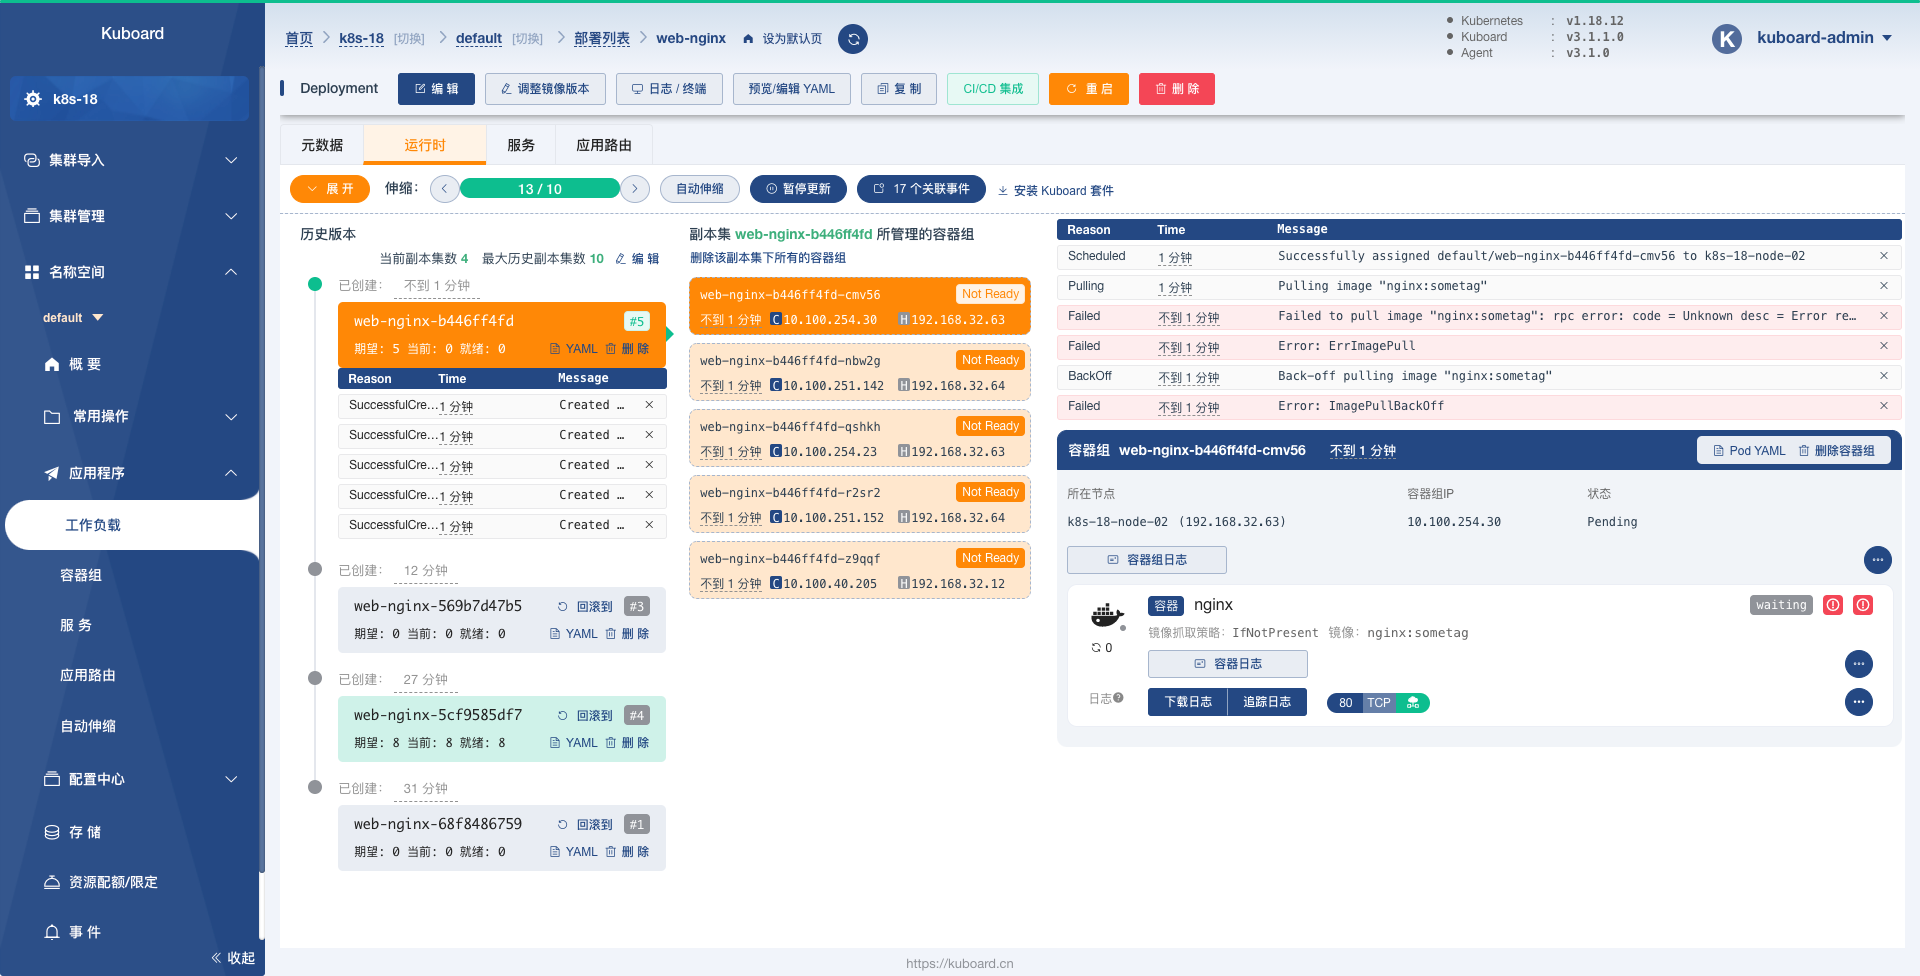 Kuboard
k8s-18
集群导入
集群管理
名称空间
default
概 要
常用操作
应用程序
工作负载
容器组
服 务
应用路由
自动伸缩
配置中心
存 储
资源配额/限定
事 件
收起
首页 k8s-18 [切换] default [切换] 部署列表 web-nginx 设为默认页
Kubernetes : v1.18.12
Kuboard : v3.1.1.0
Agent : v3.1.0
K kuboard-admin
Deployment 编 辑 调整镜像版本 日志 / 终端 预览/编辑 YAML 复 制 CI/CD 集成 重 启 删 除
元数据 运行时 服务 应用路由
展 开 伸缩: 13 / 10 自动伸缩 暂停更新 17 个关联事件 安装 Kuboard 套件
历史版本
当前副本集数 4 最大历史副本集数 10 编 辑
已创建: 不到 1 分钟
web-nginx-b446ff4fd #5
期望: 5 当前: 0 就绪: 0 YAML 删 除
Reason Time Message
SuccessfulCre... 1 分钟 Created …
SuccessfulCre... 1 分钟 Created …
SuccessfulCre... 1 分钟 Created …
SuccessfulCre... 1 分钟 Created …
SuccessfulCre... 1 分钟 Created …
已创建: 12 分钟
web-nginx-569b7d47b5 回滚到 #3
期望: 0 当前: 0 就绪: 0 YAML 删 除
已创建: 27 分钟
web-nginx-5cf9585df7 回滚到 #4
期望: 8 当前: 8 就绪: 8 YAML 删 除
已创建: 31 分钟
web-nginx-68f8486759 回滚到 #1
期望: 0 当前: 0 就绪: 0 YAML 删 除
副本集 web-nginx-b446ff4fd 所管理的容器组
删除该副本集下所有的容器组
web-nginx-b446ff4fd-cmv56 Not Ready
不到 1 分钟 C 10.100.254.30 H 192.168.32.63
web-nginx-b446ff4fd-nbw2g Not Ready
不到 1 分钟 C 10.100.251.142 H 192.168.32.64
web-nginx-b446ff4fd-qshkh Not Ready
不到 1 分钟 C 10.100.254.23 H 192.168.32.63
web-nginx-b446ff4fd-r2sr2 Not Ready
不到 1 分钟 C 10.100.251.152 H 192.168.32.64
web-nginx-b446ff4fd-z9qqf Not Ready
不到 1 分钟 C 10.100.40.205 H 192.168.32.12
Reason Time Message
Scheduled 1 分钟 Successfully assigned default/web-nginx-b446ff4fd-cmv56 to k8s-18-node-02
Pulling 1 分钟 Pulling image "nginx:sometag"
Failed 不到 1 分钟 Failed to pull image "nginx:sometag": rpc error: code = Unknown desc = Error re…
Failed 不到 1 分钟 Error: ErrImagePull
BackOff 不到 1 分钟 Back-off pulling image "nginx:sometag"
Failed 不到 1 分钟 Error: ImagePullBackOff
容器组 web-nginx-b446ff4fd-cmv56 不到 1 分钟 Pod YAML 删除容器组
所在节点 容器组IP 状态
k8s-18-node-02 (192.168.32.63) 10.100.254.30 Pending
容器组日志
容器 nginx waiting
镜像抓取策略: IfNotPresent 镜像: nginx:sometag
0
容器日志
日志 下载日志 追踪日志 80 TCP
https://kuboard.cn